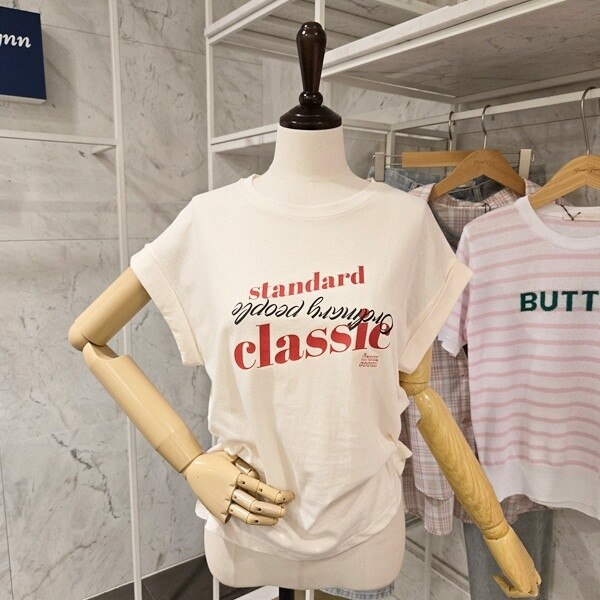 standard
Ordinary people
classic
BUTT